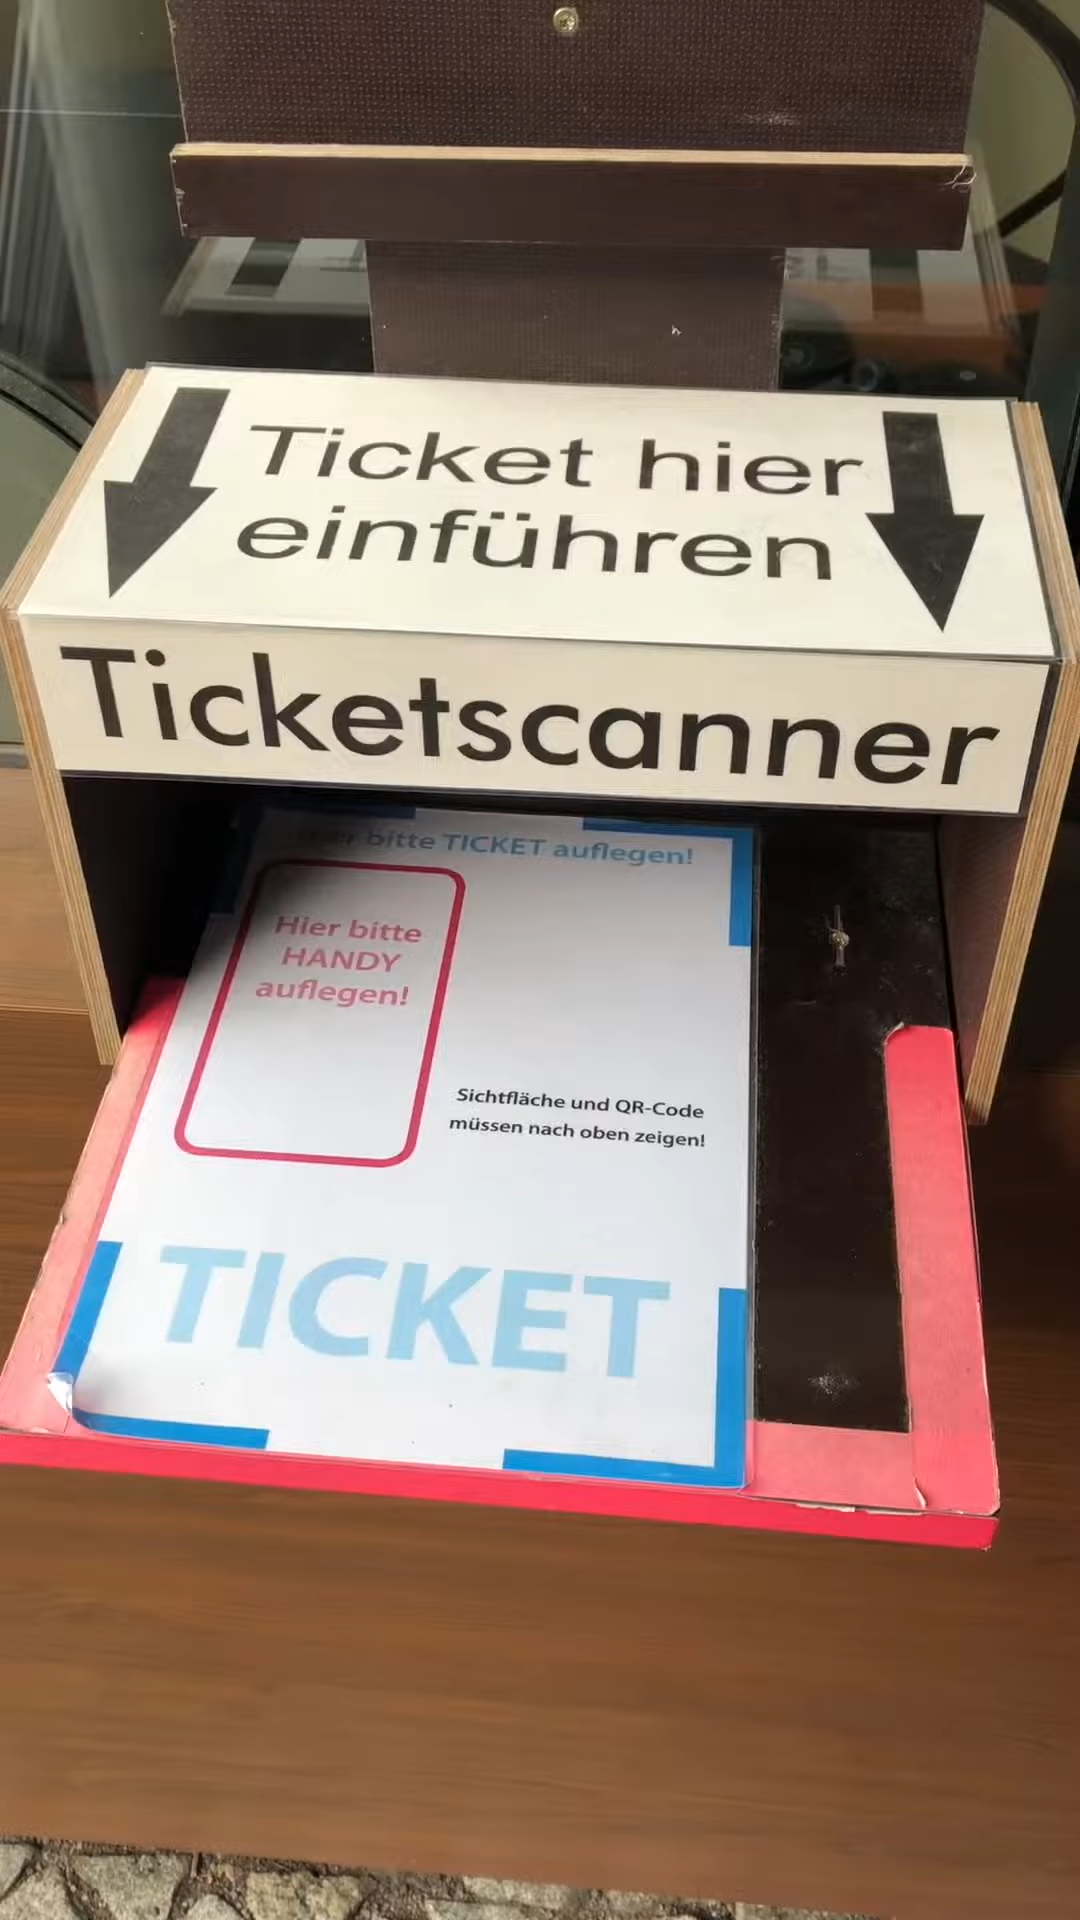 Ticket hier
einführen
Ticketscanner
Hier bitte TICKET auflegen!
Hier bitte
HANDY
auflegen!
Sichtfläche und QR-Code
müssen nach oben zeigen!
TICKET